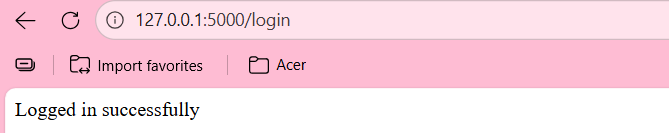 127.0.0.1:5000/login
Import favorites Acer
Logged in successfully